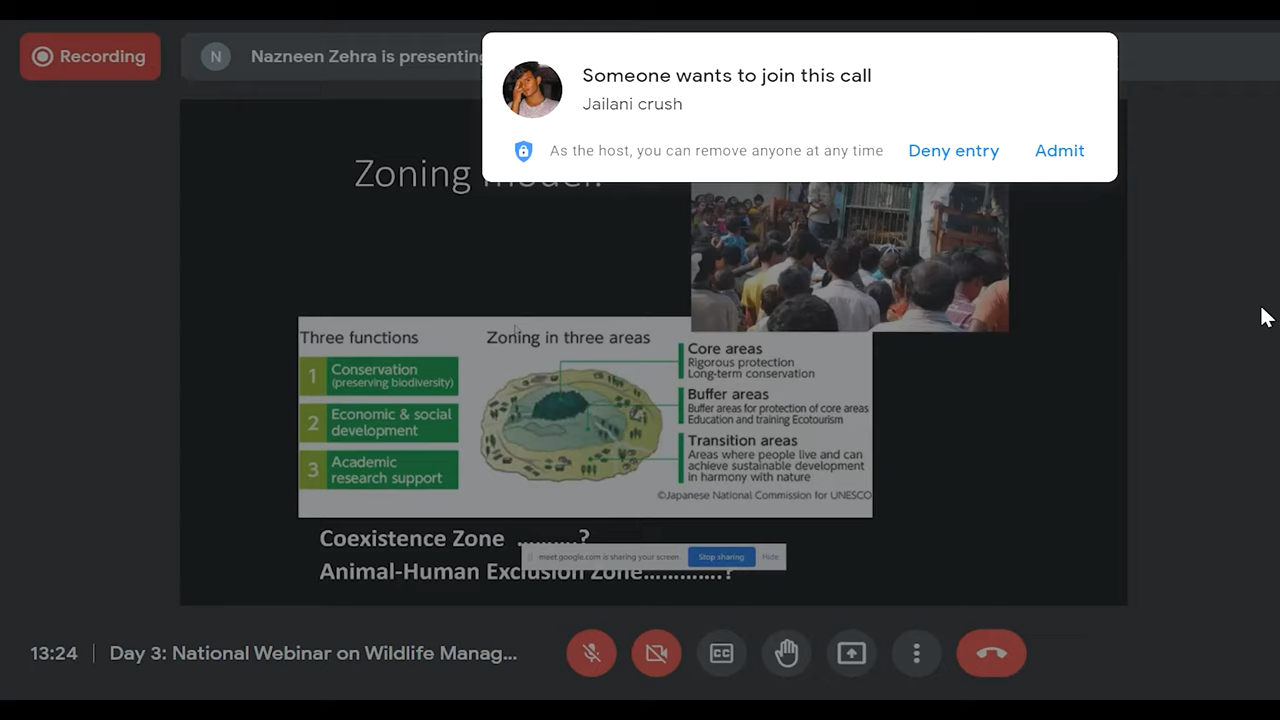 Recording
N
Nazneen Zehra is presenting
Someone wants to join this call
Jailani crush
As the host, you can remove anyone at any time
Deny entry
Admit
Zoning model:
Three functions
1 Conservation
(preserving biodiversity)
2 Economic & social
development
3 Academic
research support
Zoning in three areas
Core areas
Rigorous protection
Long-term conservation
Buffer areas
Buffer areas for protection of core areas
Education and training Ecotourism
Transition areas
Areas where people live and can
achieve sustainable development
in harmony with nature
©Japanese National Commission for UNESCO
Coexistence Zone ..........?
meet.google.com is sharing your screen. Stop sharing Hide
Animal-Human Exclusion Zone............?
13:24 | Day 3: National Webinar on Wildlife Manag...
CC